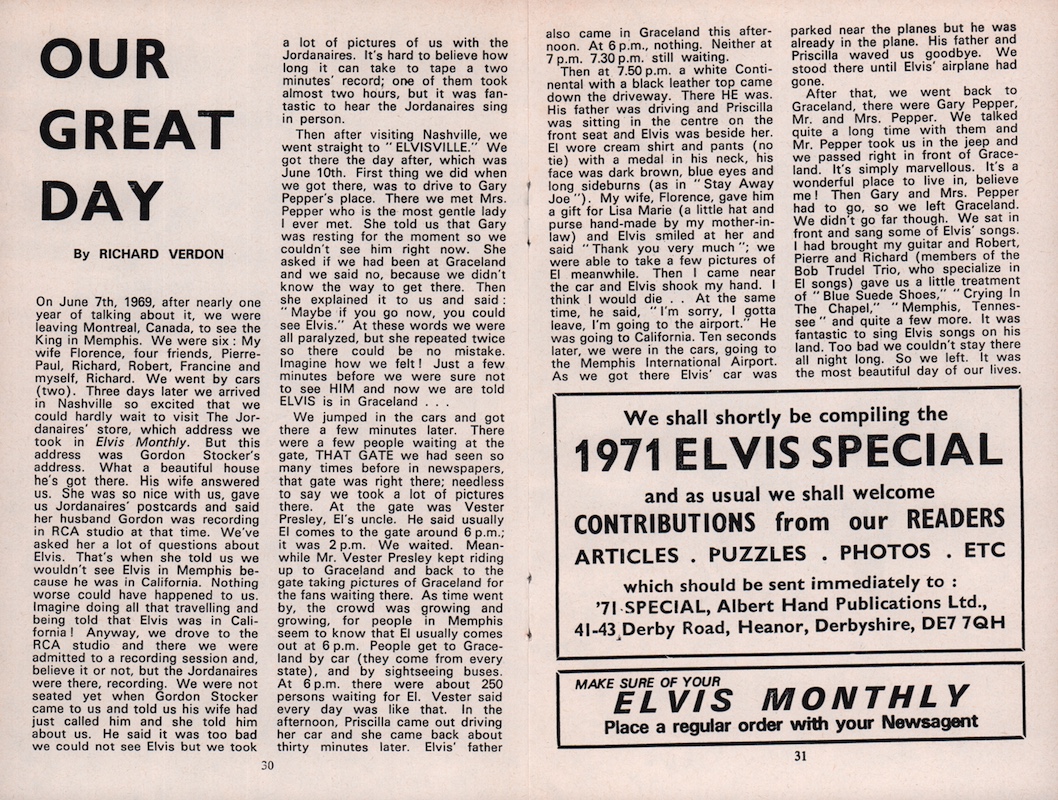 OUR
GREAT
DAY
By RICHARD VERDON
On June 7th, 1969, after nearly one
year of talking about it, we were
leaving Montreal, Canada, to see the
King in Memphis. We were six : My
wife Florence, four friends, Pierre-
Paul, Richard, Robert, Francine and
myself, Richard. We went by cars
(two). Three days later we arrived
in Nashville so excited that we
could hardly wait to visit The Jor-
danaires' store, which address we
took in Elvis Monthly. But this
address was Gordon Stocker's
address. What a beautiful house
he's got there. His wife answered
us. She was so nice with us, gave
us Jordanaires' postcards and said
her husband Gordon was recording
in RCA studio at that time. We've
asked her a lot of questions about
Elvis. That's when she told us we
wouldn't see Elvis in Memphis be-
cause he was in California. Nothing
worse could have happened to us.
Imagine doing all that travelling and
being told that Elvis was in Cali-
fornia ! Anyway, we drove to the
RCA studio and there we were
admitted to a recording session and,
believe it or not, but the Jordanaires
were there, recording. We were not
seated yet when Gordon Stocker
came to us and told us his wife had
just called him and she told him
about us. He said it was too bad
we could not see Elvis but we took
a lot of pictures of us with the
Jordanaires. It's hard to believe how
long it can take to tape a two
minutes' record; one of them took
almost two hours, but it was fan-
tastic to hear the Jordanaires sing
in person.
Then after visiting Nashville, we
went straight to " ELVISVILLE." We
got there the day after, which was
June 10th. First thing we did when
we got there, was to drive to Gary
Pepper's place. There we met Mrs.
Pepper who is the most gentle lady
I ever met. She told us that Gary
was resting for the moment so we
couldn't see him right now. She
asked if we had been at Graceland
and we said no, because we didn't
know the way to get there. Then
she explained it to us and said :
" Maybe if you go now, you could
see Elvis." At these words we were
all paralyzed, but she repeated twice
so there could be no mistake.
Imagine how we felt ! Just a few
minutes before we were sure not
to see HIM and now we are told
ELVIS is in Graceland . . .
We jumped in the cars and got
there a few minutes later. There
were a few people waiting at the
gate, THAT GATE we had seen so
many times before in newspapers,
that gate was right there; needless
to say we took a lot of pictures
there. At the gate was Vester
Presley, El's uncle. He said usually
El comes to the gate around 6 p.m.;
it was 2 p.m. We waited. Mean-
while Mr. Vester Presley kept riding
up to Graceland and back to the
gate taking pictures of Graceland for
the fans waiting there. As time went
by, the crowd was growing and
growing, for people in Memphis
seem to know that El usually comes
out at 6 p.m. People get to Grace-
land by car (they come from every
state), and by sightseeing buses.
At 6 p.m. there were about 250
persons waiting for El. Vester said
every day was like that. In the
afternoon, Priscilla came out driving
her car and she came back about
thirty minutes later. Elvis' father
30
also came in Graceland this after-
noon. At 6 p.m., nothing. Neither at
7 p.m. 7.30 p.m. still waiting.
Then at 7.50 p.m. a white Conti-
nental with a black leather top came
down the driveway. There HE was.
His father was driving and Priscilla
was sitting in the centre on the
front seat and Elvis was beside her.
El wore cream shirt and pants (no
tie) with a medal in his neck, his
face was dark brown, blue eyes and
long sideburns (as in " Stay Away
Joe "). My wife, Florence, gave him
a gift for Lisa Marie (a little hat and
purse hand-made by my mother-in-
law) and Elvis smiled at her and
said " Thank you very much "; we
were able to take a few pictures of
El meanwhile. Then I came near
the car and Elvis shook my hand. I
think I would die . . At the same
time, he said, " I'm sorry, I gotta
leave, I'm going to the airport." He
was going to California. Ten seconds
later, we were in the cars, going to
the Memphis International Airport.
As we got there Elvis' car was
parked near the planes but he was
already in the plane. His father and
Priscilla waved us goodbye. We
stood there until Elvis' airplane had
gone.
After that, we went back to
Graceland, there were Gary Pepper,
Mr. and Mrs. Pepper. We talked
quite a long time with them and
Mr. Pepper took us in the jeep and
we passed right in front of Grace-
land. It's simply marvellous. It's a
wonderful place to live in, believe
me ! Then Gary and Mrs. Pepper
had to go, so we left Graceland.
We didn't go far though. We sat in
front and sang some of Elvis' songs.
I had brought my guitar and Robert,
Pierre and Richard (members of the
Bob Trudel Trio, who specialize in
El songs) gave us a little treatment
of " Blue Suede Shoes," " Crying In
The Chapel," " Memphis, Tennes-
see " and quite a few more. It was
fantastic to sing Elvis songs on his
land. Too bad we couldn't stay there
all night long. So we left. It was
the most beautiful day of our lives.
We shall shortly be compiling the
1971 ELVIS SPECIAL
and as usual we shall welcome
CONTRIBUTIONS from our READERS
ARTICLES . PUZZLES . PHOTOS . ETC
which should be sent immediately to :
'71 SPECIAL, Albert Hand Publications Ltd.,
41-43 Derby Road, Heanor, Derbyshire, DE7 7QH
MAKE SURE OF YOUR
ELVIS MONTHLY
Place a regular order with your Newsagent
31